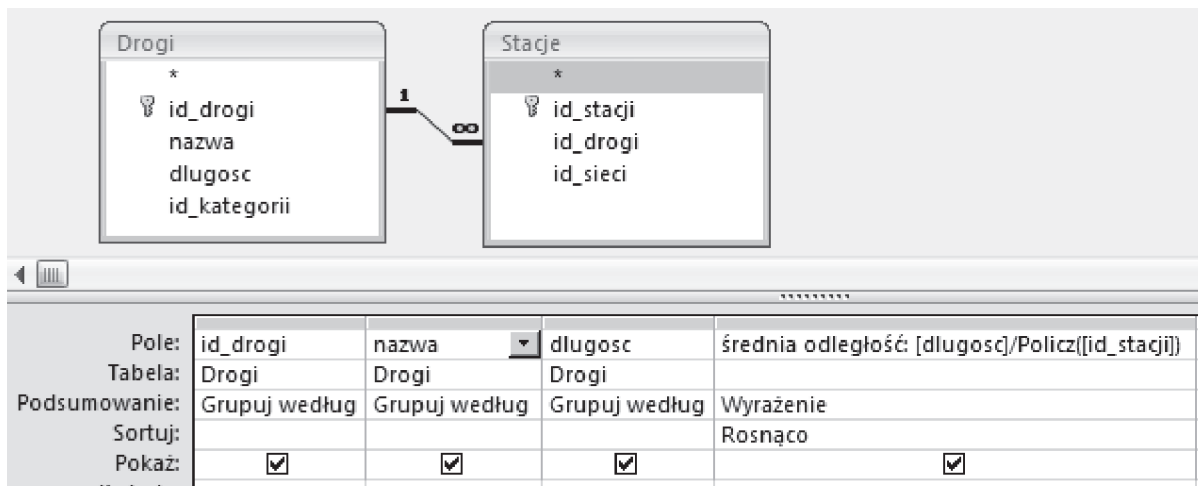 Drogi
*
id_drogi
nazwa
dlugosc
id_kategorii
1
∞
Stacje
*
id_stacji
id_drogi
id_sieci
Pole: id_drogi nazwa dlugosc średnia odległość: [dlugosc]/Policz([id_stacji])
Tabela: Drogi Drogi Drogi
Podsumowanie: Grupuj według Grupuj według Grupuj według Wyrażenie
Sortuj: Rosnąco
Pokaż: